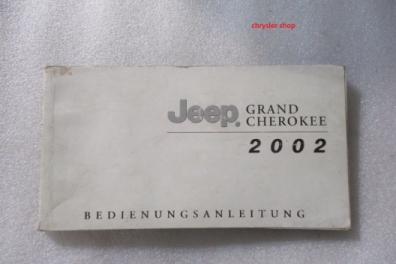 chrysler shop
Jeep. GRAND
CHEROKEE
2002
BEDIENUNGSANLEITUNG